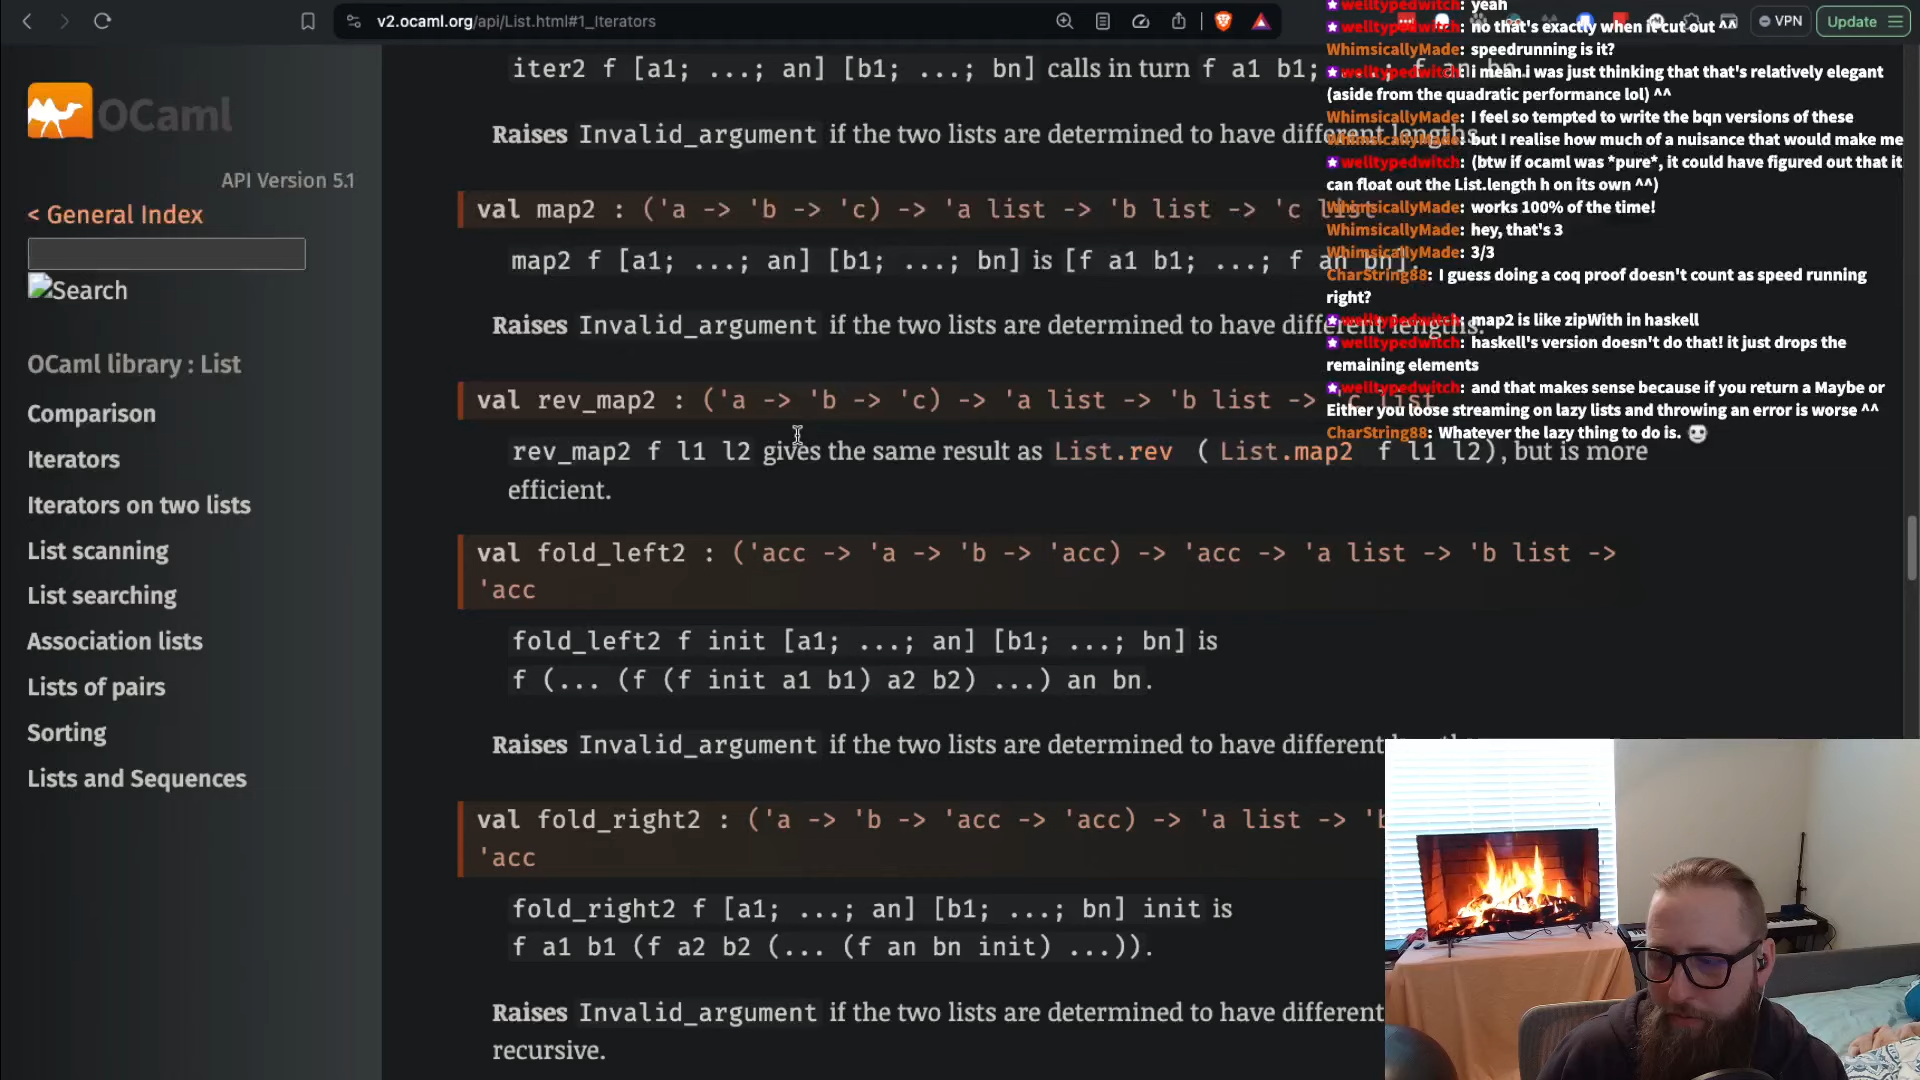 v2.ocaml.org/api/List.html#1_Iterators
VPN
Update
OCaml
API Version 5.1
< General Index
Search
OCaml library : List
Comparison
Iterators
Iterators on two lists
List scanning
List searching
Association lists
Lists of pairs
Sorting
Lists and Sequences
iter2 f [a1; ...; an] [b1; ...; bn] calls in turn f a1 b1; ...; f an bn.
Raises Invalid_argument if the two lists are determined to have different lengths.
val map2 : ('a -> 'b -> 'c) -> 'a list -> 'b list -> 'c list
map2 f [a1; ...; an] [b1; ...; bn] is [f a1 b1; ...; f an bn].
Raises Invalid_argument if the two lists are determined to have different lengths.
val rev_map2 : ('a -> 'b -> 'c) -> 'a list -> 'b list -> 'c list
rev_map2 f l1 l2 gives the same result as List.rev ( List.map2 f l1 l2), but is more
efficient.
val fold_left2 : ('acc -> 'a -> 'b -> 'acc) -> 'acc -> 'a list -> 'b list ->
'acc
fold_left2 f init [a1; ...; an] [b1; ...; bn] is
f (... (f (f init a1 b1) a2 b2) ...) an bn.
Raises Invalid_argument if the two lists are determined to have different
val fold_right2 : ('a -> 'b -> 'acc -> 'acc) -> 'a list -> 'b
'acc
fold_right2 f [a1; ...; an] [b1; ...; bn] init is
f a1 b1 (f a2 b2 (... (f an bn init) ...)).
Raises Invalid_argument if the two lists are determined to have different
recursive.
welltypedwitch: yeah
welltypedwitch: no that's exactly when it cut out ^^
WhimsicallyMade: speedrunning is it?
welltypedwitch: i mean i was just thinking that that's relatively elegant
(aside from the quadratic performance lol) ^^
WhimsicallyMade: I feel so tempted to write the bqn versions of these
WhimsicallyMade: but I realise how much of a nuisance that would make me
welltypedwitch: (btw if ocaml was *pure*, it could have figured out that it
can float out the List.length h on its own ^^)
WhimsicallyMade: works 100% of the time!
WhimsicallyMade: hey, that's 3
WhimsicallyMade: 3/3
CharString88: I guess doing a coq proof doesn't count as speed running
right?
welltypedwitch: map2 is like zipWith in haskell
welltypedwitch: haskell's version doesn't do that! it just drops the
remaining elements
welltypedwitch: and that makes sense because if you return a Maybe or
Either you loose streaming on lazy lists and throwing an error is worse ^^
CharString88: Whatever the lazy thing to do is.